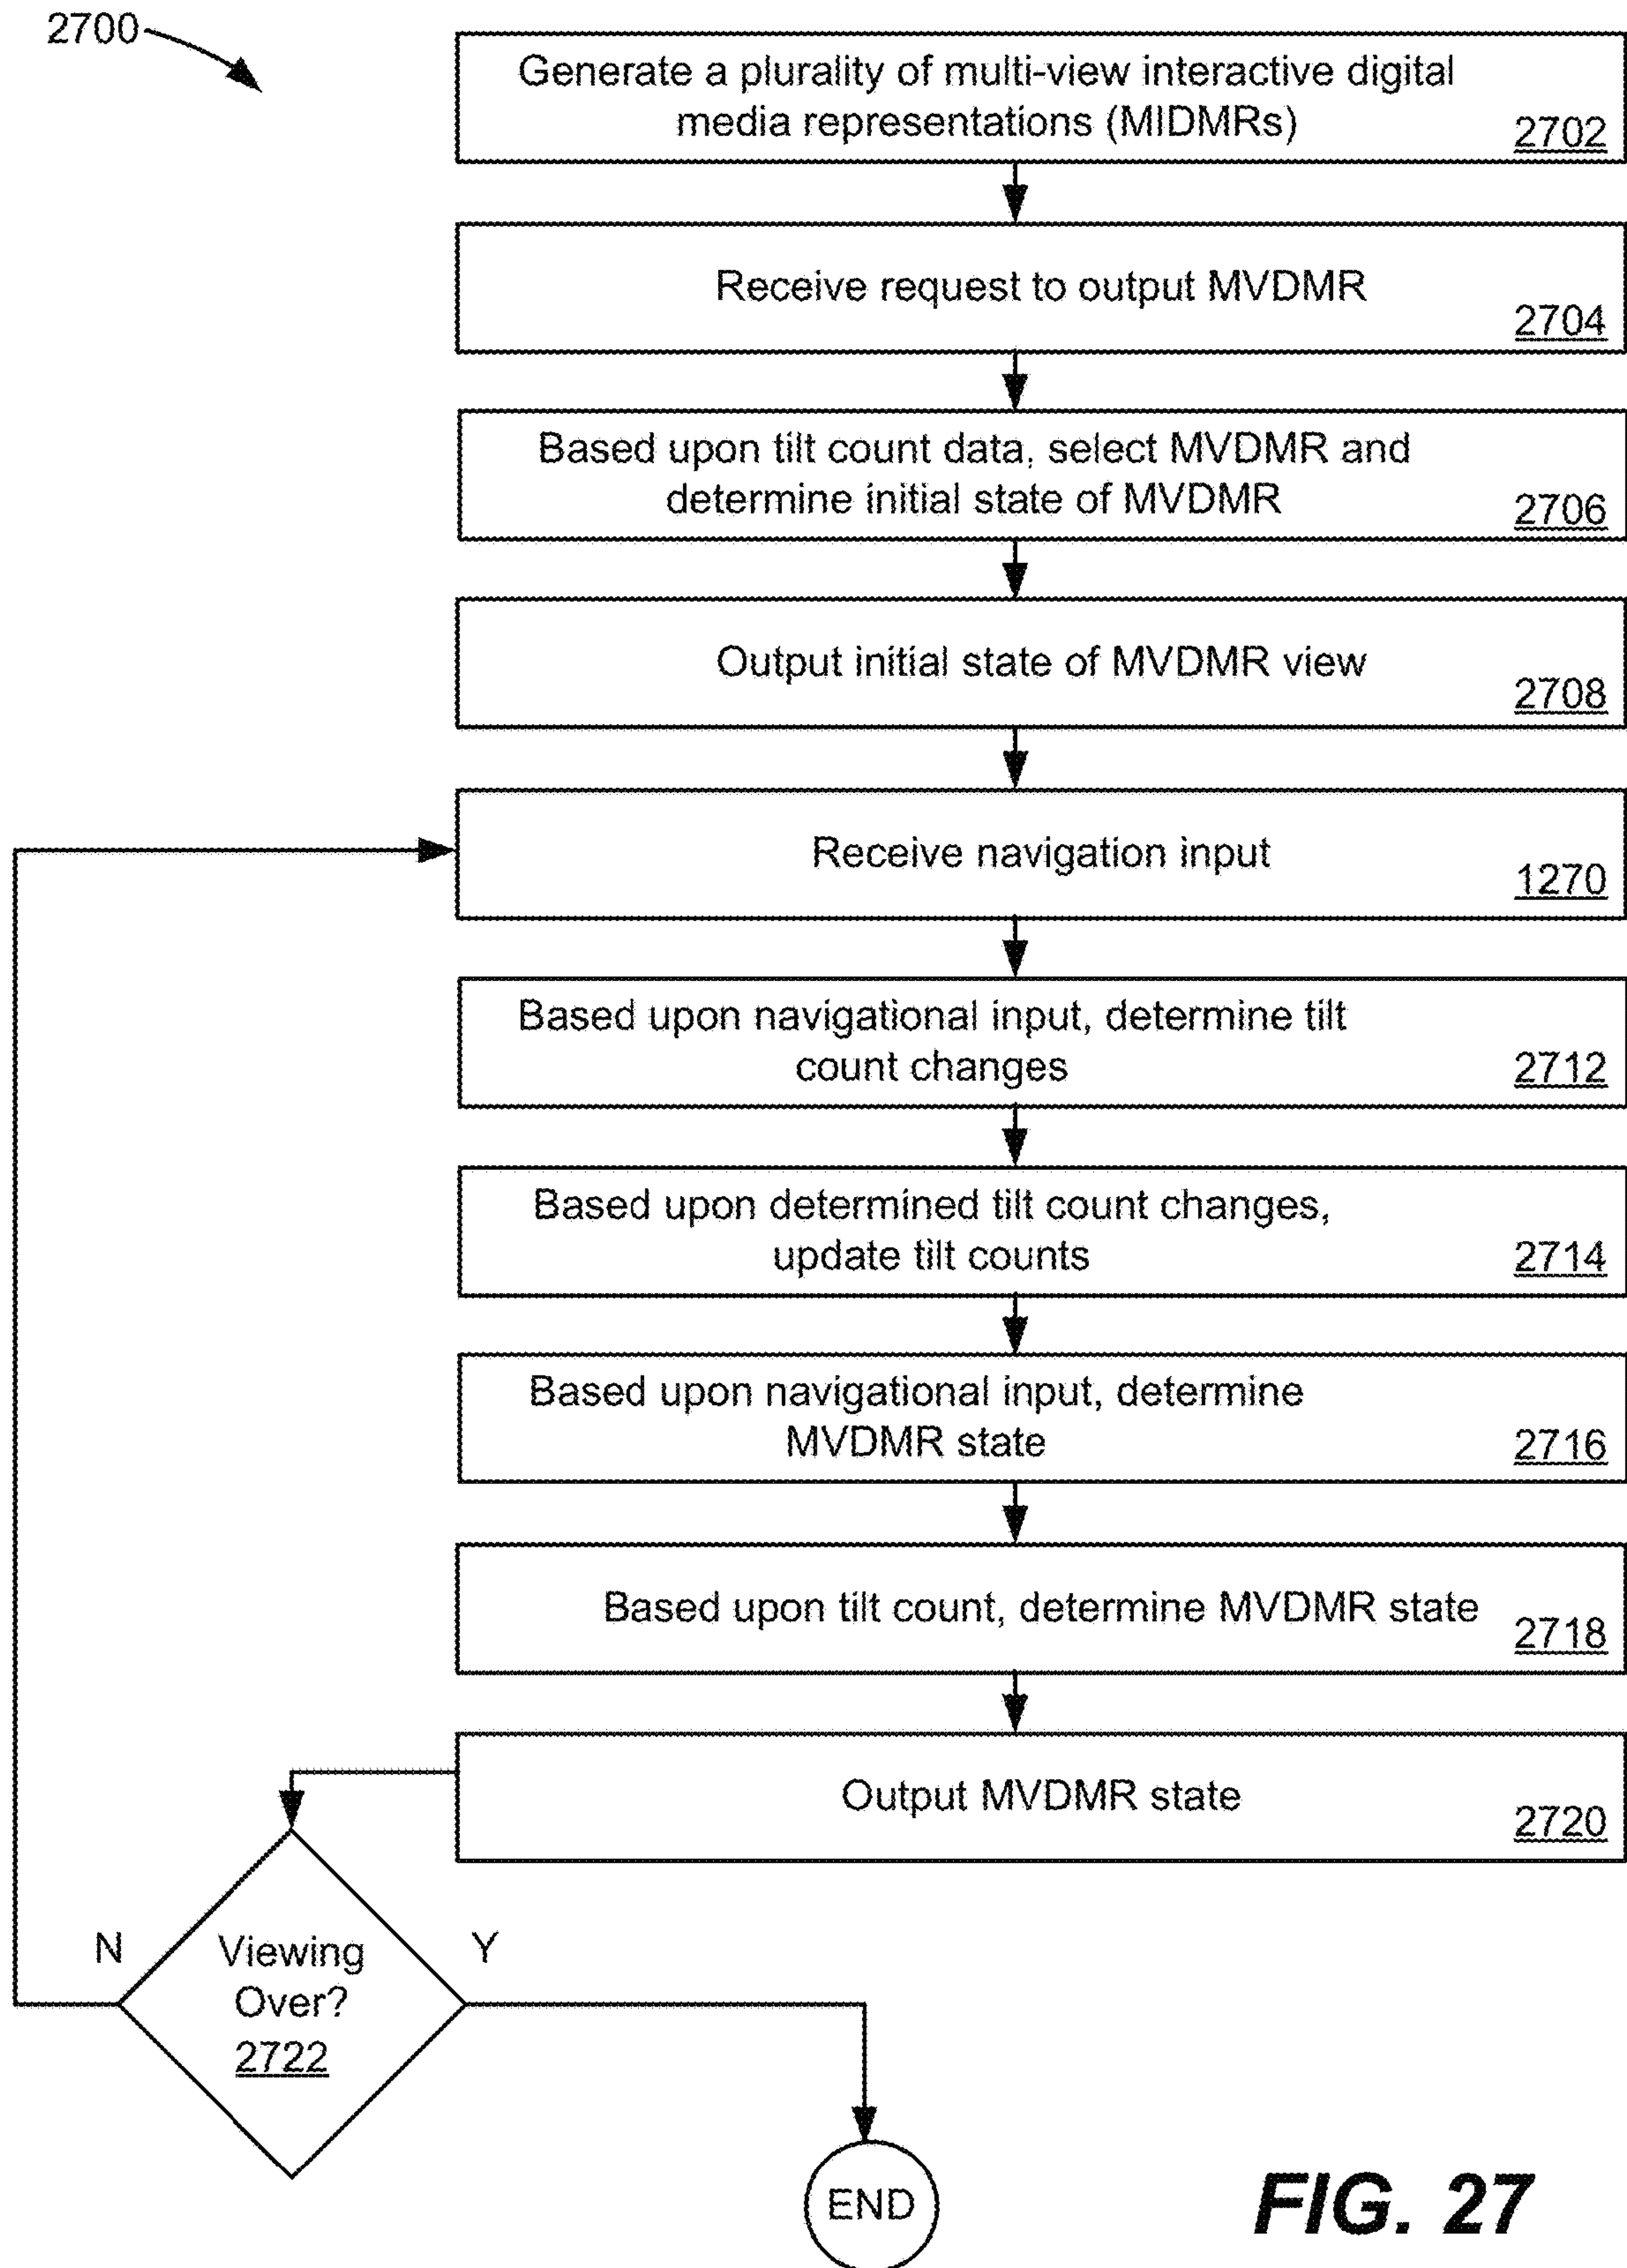 2700
Generate a plurality of multi-view interactive digital
media representations (MIDMRs)
2702
Receive request to output MVDMR
2704
Based upon tilt count data, select MVDMR and
determine initial state of MVDMR
2706
Output initial state of MVDMR view
2708
Receive navigation input
1270
Based upon navigational input, determine tilt
count changes
2712
Based upon determined tilt count changes,
update tilt counts
2714
Based upon navigational input, determine
MVDMR state
2716
Based upon tilt count, determine MVDMR state
2718
Output MVDMR state
2720
N
Viewing
Over?
2722
Y
END
FIG. 27